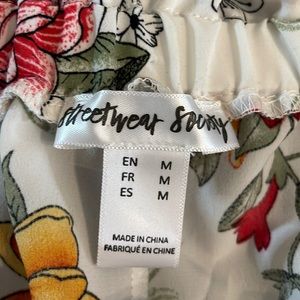 Streetwear Society
EN M
FR M
ES M
MADE IN CHINA
FABRIQUÉ EN CHINE